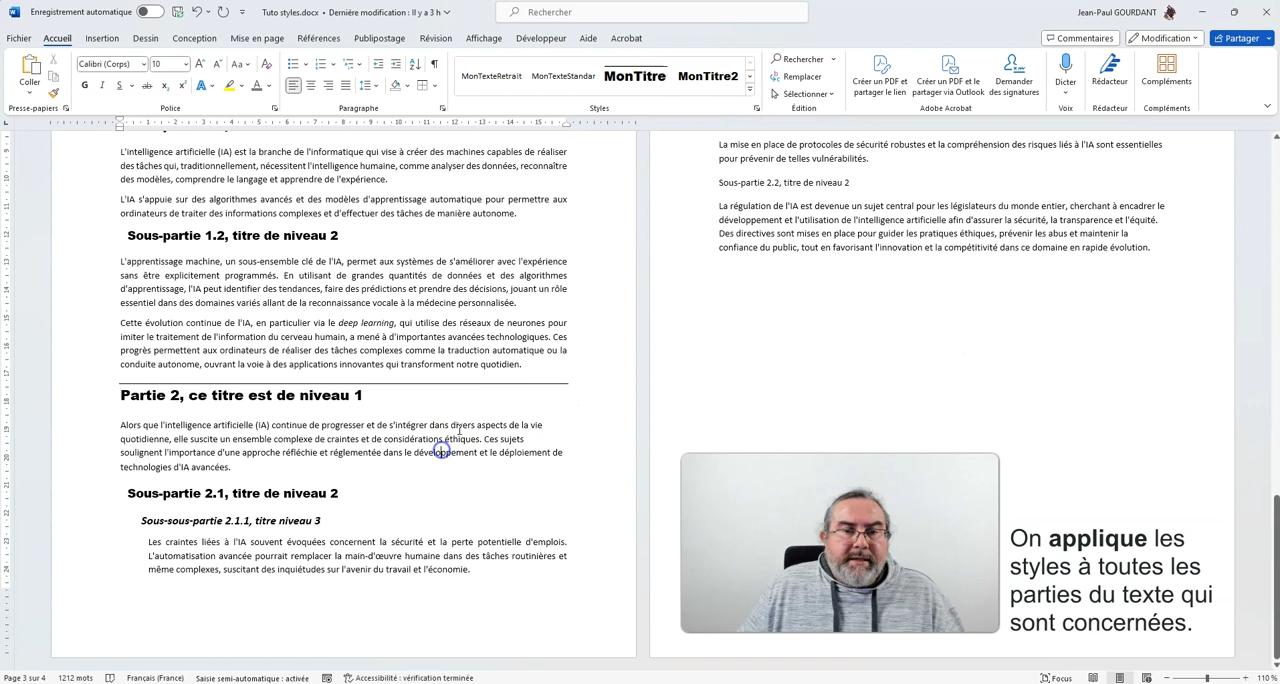 Enregistrement automatique
Tuto styles.docx • Dernière modification : Il y a 3 h
Rechercher
Jean-Paul GOURDANT
Fichier Accueil Insertion Dessin Conception Mise en page Références Publipostage Révision Affichage Développeur Aide Acrobat
Commentaires Modification Partager
Coller
Presse-papiers
Calibri (Corps) 10
G I S ab x₂ x²
Police
Paragraphe
MonTexteRetrait MonTexteStandar MonTitre MonTitre2
Styles
Rechercher
Remplacer
Sélectionner
Édition
Créer un PDF et partager le lien
Créer un PDF et le partager via Outlook
Demander des signatures
Adobe Acrobat
Dicter
Voix
Rédacteur
Rédacteur
Compléments
Compléments
L'intelligence artificielle (IA) est la branche de l'informatique qui vise à créer des machines capables de réaliser
des tâches qui, traditionnellement, nécessitent l'intelligence humaine, comme analyser des données, reconnaître
des modèles, comprendre le langage et apprendre de l'expérience.
L'IA s'appuie sur des algorithmes avancés et des modèles d'apprentissage automatique pour permettre aux
ordinateurs de traiter des informations complexes et d'effectuer des tâches de manière autonome.
Sous-partie 1.2, titre de niveau 2
L'apprentissage machine, un sous-ensemble clé de l'IA, permet aux systèmes de s'améliorer avec l'expérience
sans être explicitement programmés. En utilisant de grandes quantités de données et des algorithmes
d'apprentissage, l'IA peut identifier des tendances, faire des prédictions et prendre des décisions, jouant un rôle
essentiel dans des domaines variés allant de la reconnaissance vocale à la médecine personnalisée.
Cette évolution continue de l'IA, en particulier via le deep learning, qui utilise des réseaux de neurones pour
imiter le traitement de l'information du cerveau humain, a mené à d'importantes avancées technologiques. Ces
progrès permettent aux ordinateurs de réaliser des tâches complexes comme la traduction automatique ou la
conduite autonome, ouvrant la voie à des applications innovantes qui transforment notre quotidien.
Partie 2, ce titre est de niveau 1
Alors que l'intelligence artificielle (IA) continue de progresser et de s'intégrer dans divers aspects de la vie
quotidienne, elle suscite un ensemble complexe de craintes et de considérations éthiques. Ces sujets
soulignent l'importance d'une approche réfléchie et réglementée dans le développement et le déploiement de
technologies d'IA avancées.
Sous-partie 2.1, titre de niveau 2
Sous-sous-partie 2.1.1, titre niveau 3
Les craintes liées à l'IA souvent évoquées concernent la sécurité et la perte potentielle d'emplois.
L'automatisation avancée pourrait remplacer la main-d'œuvre humaine dans des tâches routinières et
même complexes, suscitant des inquiétudes sur l'avenir du travail et l'économie.
La mise en place de protocoles de sécurité robustes et la compréhension des risques liés à l'IA sont essentielles
pour prévenir de telles vulnérabilités.
Sous-partie 2.2, titre de niveau 2
La régulation de l'IA est devenue un sujet central pour les législateurs du monde entier, cherchant à encadrer le
développement et l'utilisation de l'intelligence artificielle afin d'assurer la sécurité, la transparence et l'équité.
Des directives sont mises en place pour guider les pratiques éthiques, prévenir les abus et maintenir la
confiance du public, tout en favorisant l'innovation et la compétitivité dans ce domaine en rapide évolution.
On applique les
styles à toutes les
parties du texte qui
sont concernées.
Page 3 sur 4 1212 mots Français (France) Saisie semi-automatique : activée Accessibilité : vérification terminée Focus 110 %